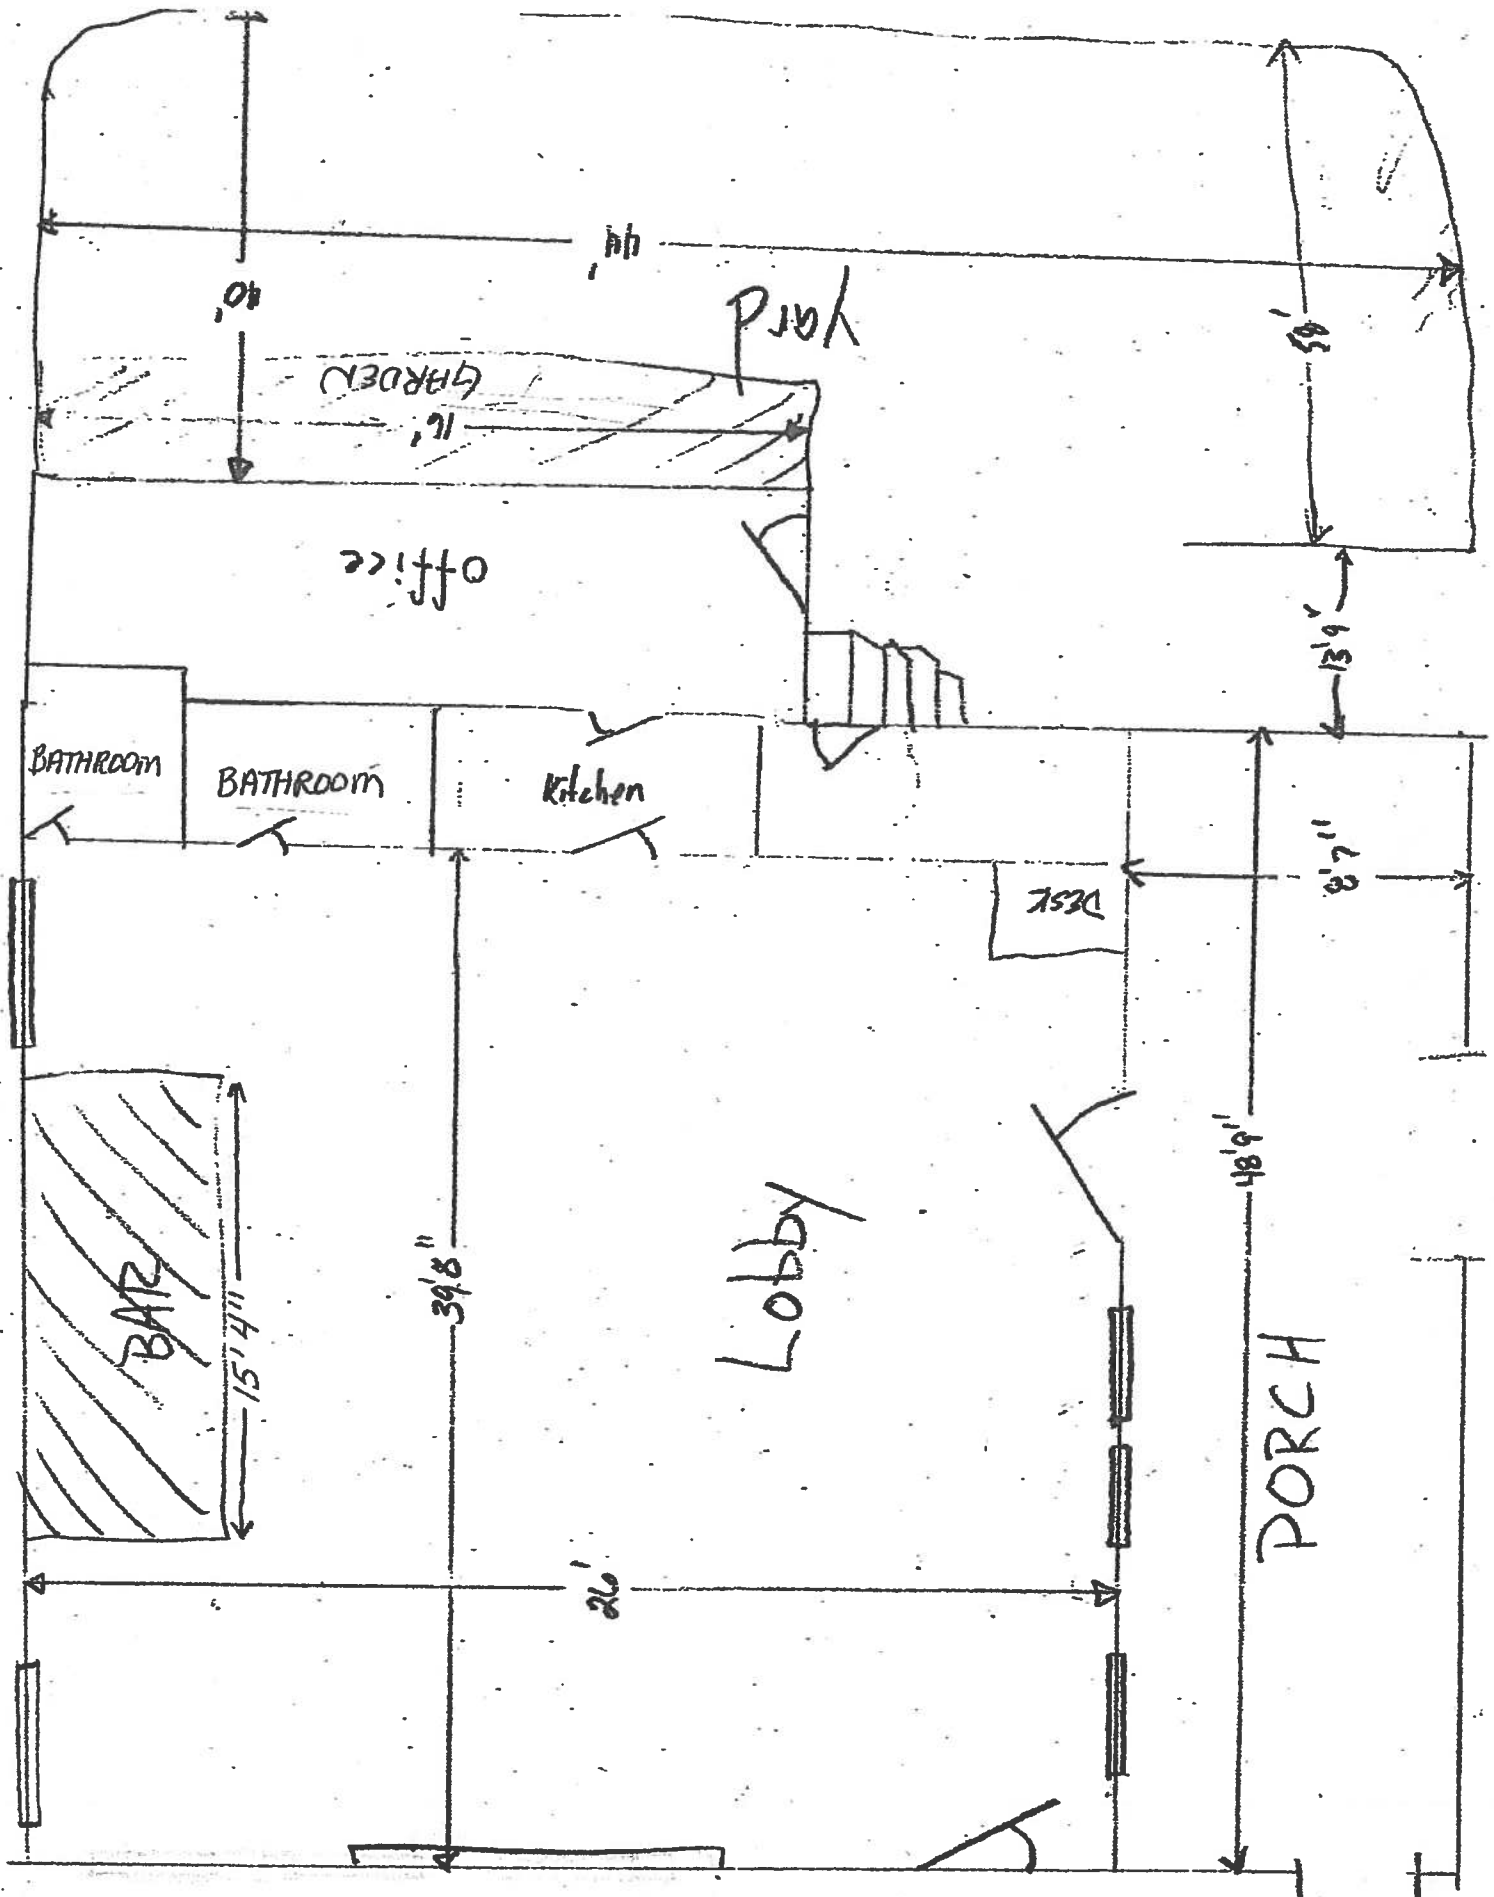 44'
40'
Yard
58'
GARDEN
16'
Office
13'9"
BATHROOM
BATHROOM
Kitchen
8'7"
DESK
48'9"
Lobby
39'8"
BAR
15'4"
PORCH
26'